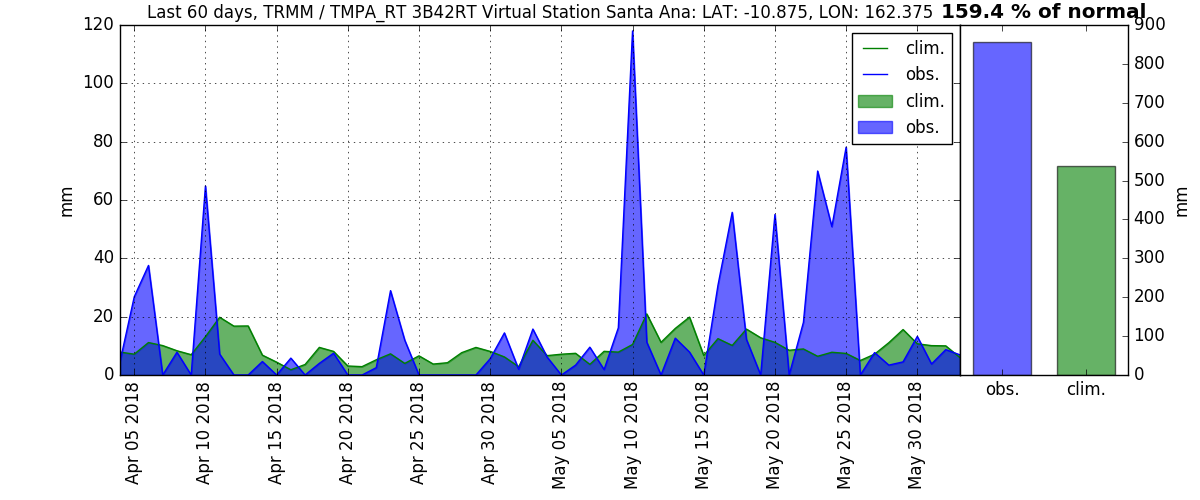 Last 60 days, TRMM / TMPA_RT 3B42RT Virtual Station Santa Ana: LAT: -10.875, LON: 162.375 159.4 % of normal
120
100
80
60
40
20
0
mm
clim.
obs.
clim.
obs.
900
800
700
600
500
400
300
200
100
0
mm
Apr 05 2018
Apr 10 2018
Apr 15 2018
Apr 20 2018
Apr 25 2018
Apr 30 2018
May 05 2018
May 10 2018
May 15 2018
May 20 2018
May 25 2018
May 30 2018
obs.
clim.